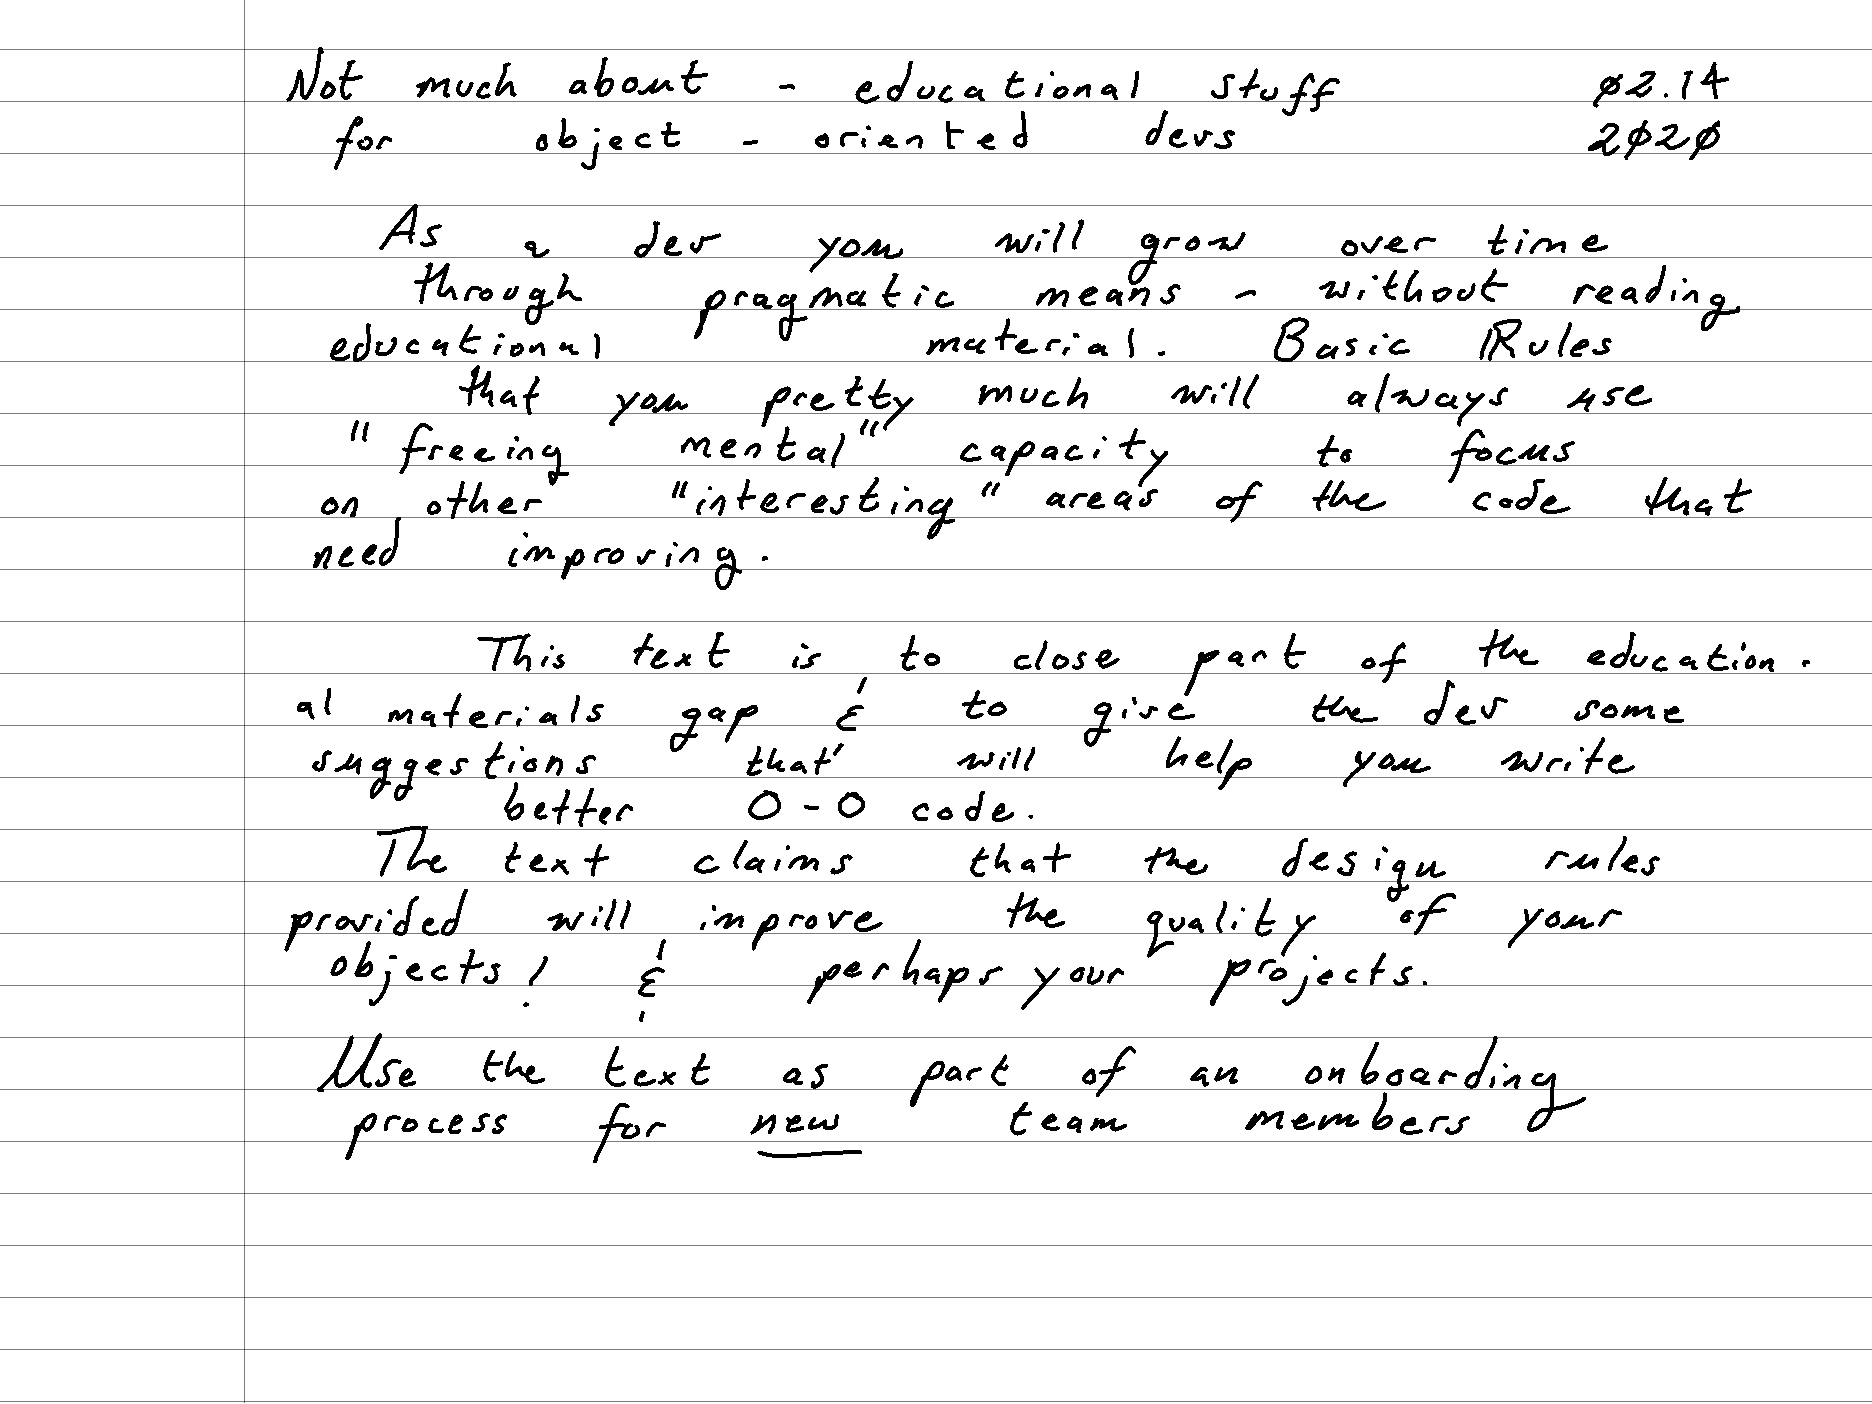 Not much about - educational stuff 02.14
for object - oriented devs 2020
As a dev you will grow over time
through pragmatic means - without reading
educational material. Basic Rules
that you pretty much will always use
"freeing mental" capacity to focus
on other "interesting" areas of the code that
need improving.
This text is to close part of the education.
al materials gap & to give the dev some
suggestions that will help you write
better O-O code.
The text claims that the design rules
provided will improve the quality of your
objects! & perhaps your projects.
Use the text as part of an onboarding
process for new team members